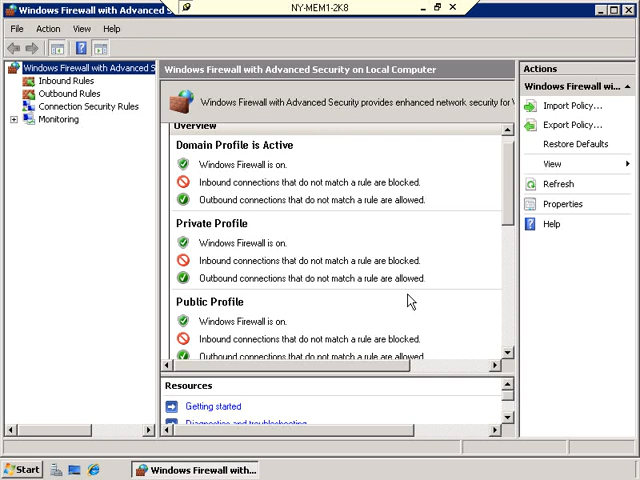 Windows Firewall with Advanced S
NY-MEM1-2K8
File Action View Help
Windows Firewall with Advanced S
Inbound Rules
Outbound Rules
Connection Security Rules
Monitoring
Windows Firewall with Advanced Security on Local Computer
Windows Firewall with Advanced Security provides enhanced network security for
Overview
Domain Profile is Active
Windows Firewall is on.
Inbound connections that do not match a rule are blocked.
Outbound connections that do not match a rule are allowed.
Private Profile
Windows Firewall is on.
Inbound connections that do not match a rule are blocked.
Outbound connections that do not match a rule are allowed.
Public Profile
Windows Firewall is on.
Inbound connections that do not match a rule are blocked.
Outbound connections that do not match a rule are allowed.
Resources
Getting started
Diagnostics and troubleshooting
Actions
Windows Firewall wi...
Import Policy...
Export Policy...
Restore Defaults
View
Refresh
Properties
Help
Start
Windows Firewall with...